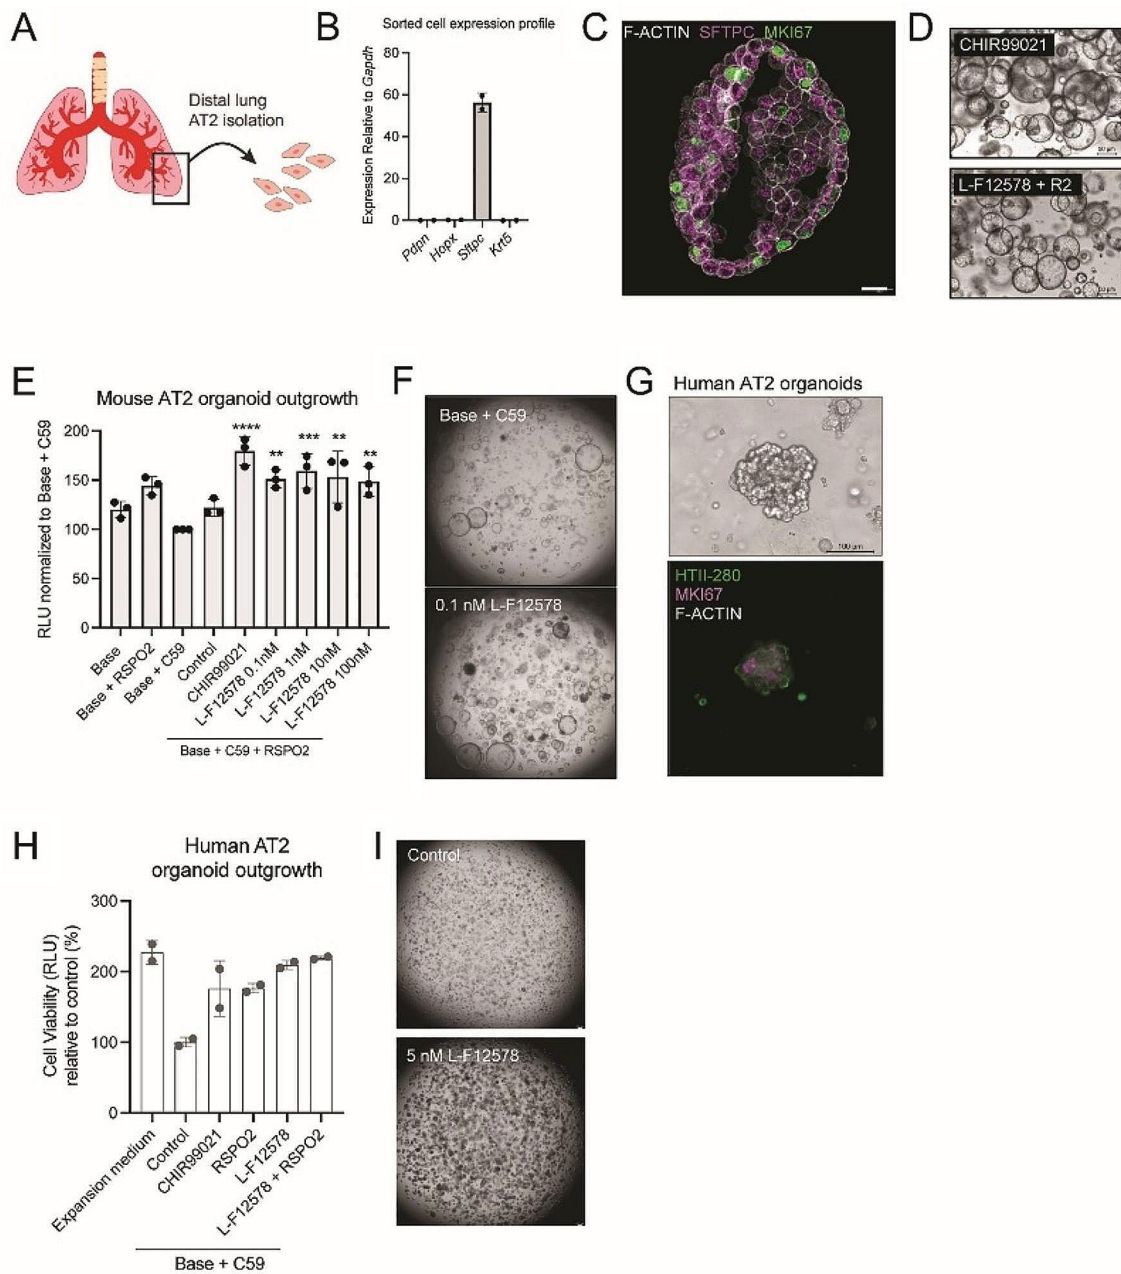 A
Distal lung
AT2 isolation
B
Sorted cell expression profile
Expression Relative to Gapdh
80
60
40
20
0
Pdpn
Hopx
Sftpc
Krt5
C
F-ACTIN SFTPC MKI67
D
CHIR99021
L-F12578 + R2
E
Mouse AT2 organoid outgrowth
RLU normalized to Base + C59
200
150
100
50
0
**** ** *** ** **
Base
Base + RSPO2
Base + C59
Control
CHIR99021
L-F12578 0.1nM
L-F12578 1nM
L-F12578 10nM
L-F12578 100nM
Base + C59 + RSPO2
F
Base + C59
0.1 nM L-F12578
G
Human AT2 organoids
100 µm
HTII-280
MKI67
F-ACTIN
H
Human AT2
organoid outgrowth
Cell Viability (RLU)
relative to control (%)
300
200
100
0
Expansion medium
Control
CHIR99021
RSPO2
L-F12578
L-F12578 + RSPO2
Base + C59
I
Control
5 nM L-F12578